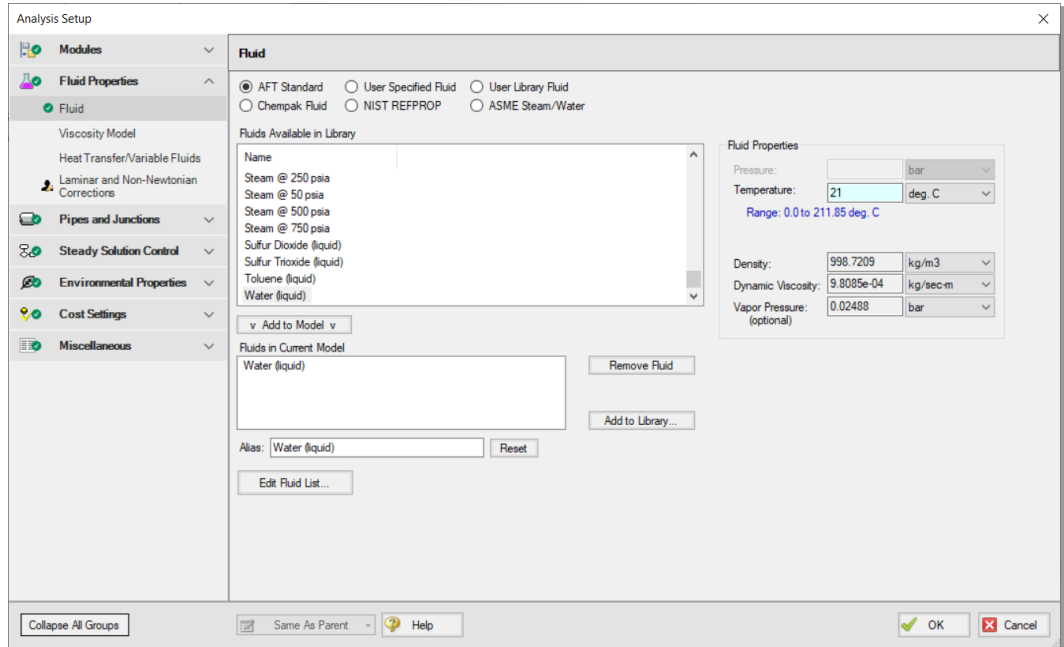 Analysis Setup
Modules
Fluid Properties
Fluid
Viscosity Model
Heat Transfer/Variable Fluids
Laminar and Non-Newtonian
Corrections
Pipes and Junctions
Steady Solution Control
Environmental Properties
Cost Settings
Miscellaneous
Fluid
AFT Standard User Specified Fluid User Library Fluid
Chempak Fluid NIST REFPROP ASME Steam/Water
Fluids Available in Library
Name
Steam @ 250 psia
Steam @ 50 psia
Steam @ 500 psia
Steam @ 750 psia
Sulfur Dioxide (liquid)
Sulfur Trioxide (liquid)
Toluene (liquid)
Water (liquid)
v Add to Model v
Fluids in Current Model
Water (liquid)
Remove Fluid
Add to Library...
Alias: Water (liquid) Reset
Edit Fluid List...
Fluid Properties
Pressure: bar
Temperature: 21 deg. C
Range: 0.0 to 211.85 deg. C
Density: 998.7209 kg/m3
Dynamic Viscosity: 9.8085e-04 kg/sec-m
Vapor Pressure: 0.02488 bar
(optional)
Collapse All Groups Same As Parent Help OK Cancel